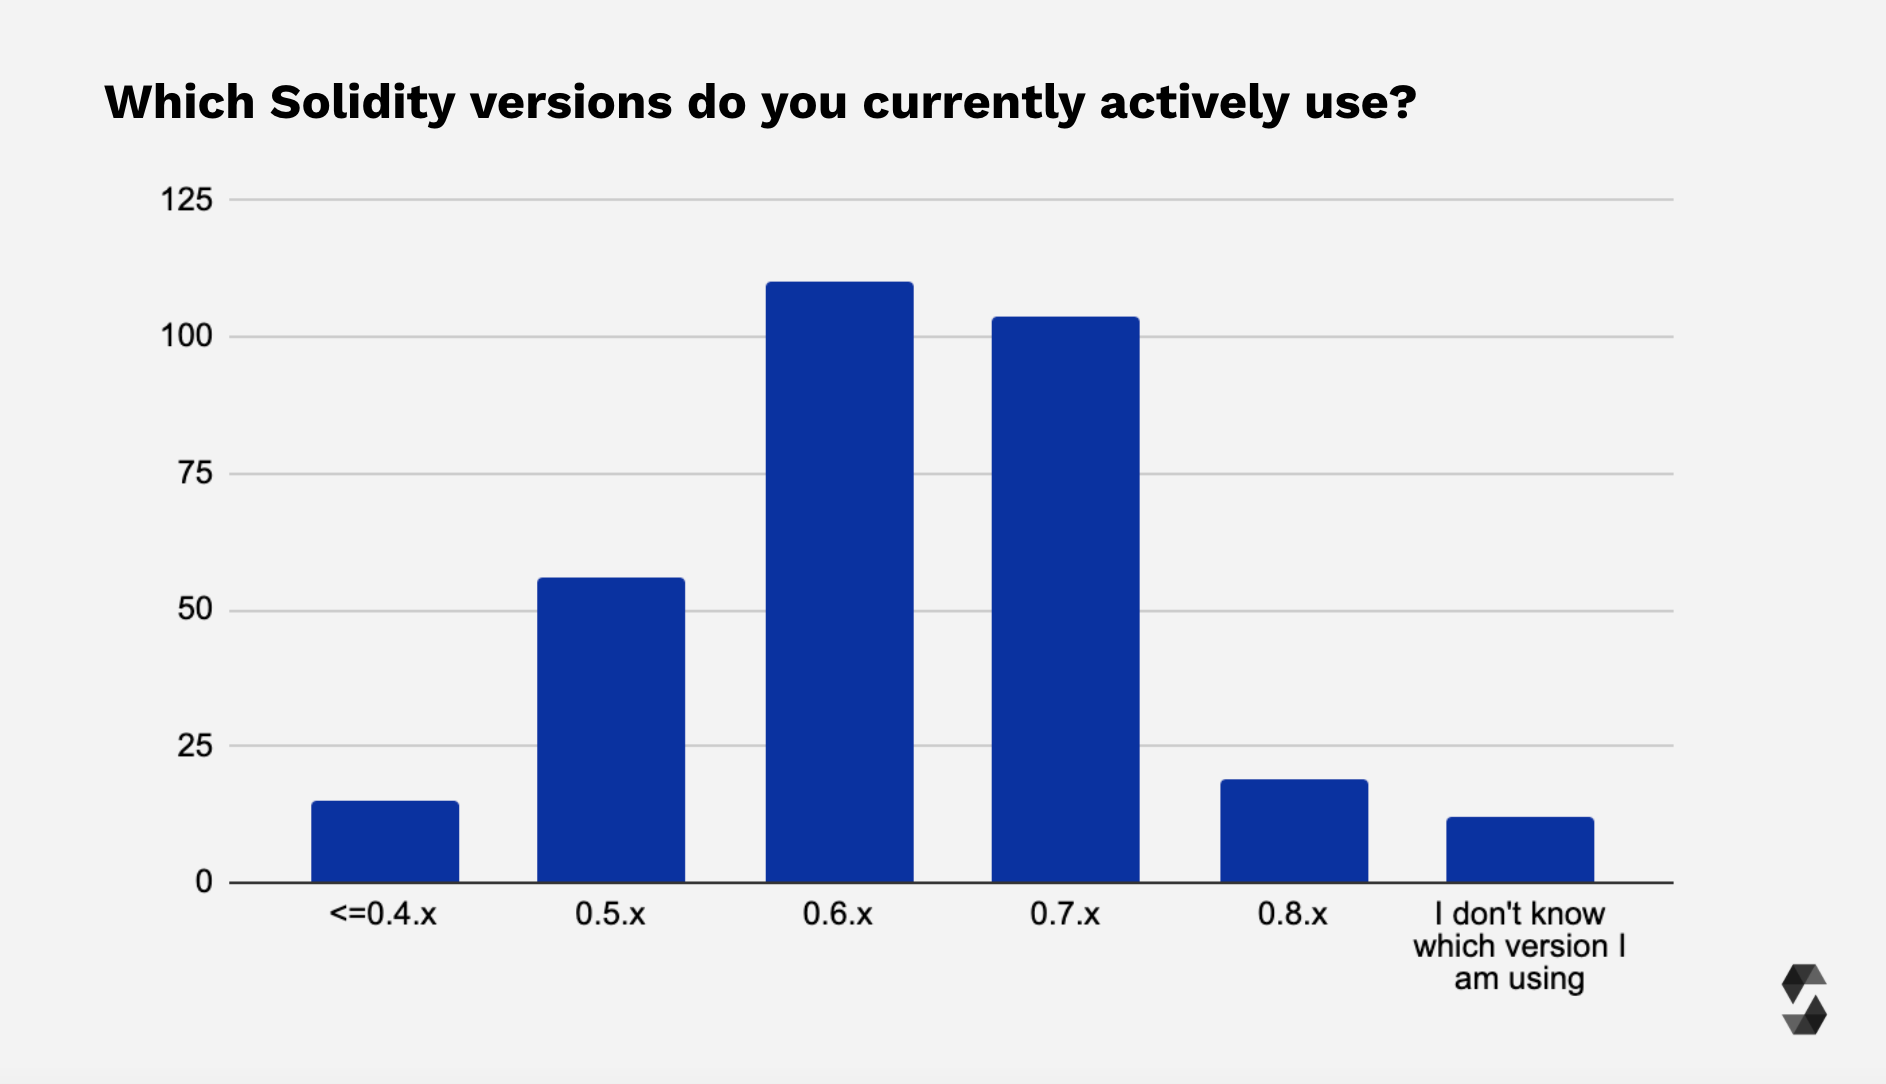 Which Solidity versions do you currently actively use?
125
100
75
50
25
0
<=0.4.x
0.5.x
0.6.x
0.7.x
0.8.x
I don't know
which version I
am using